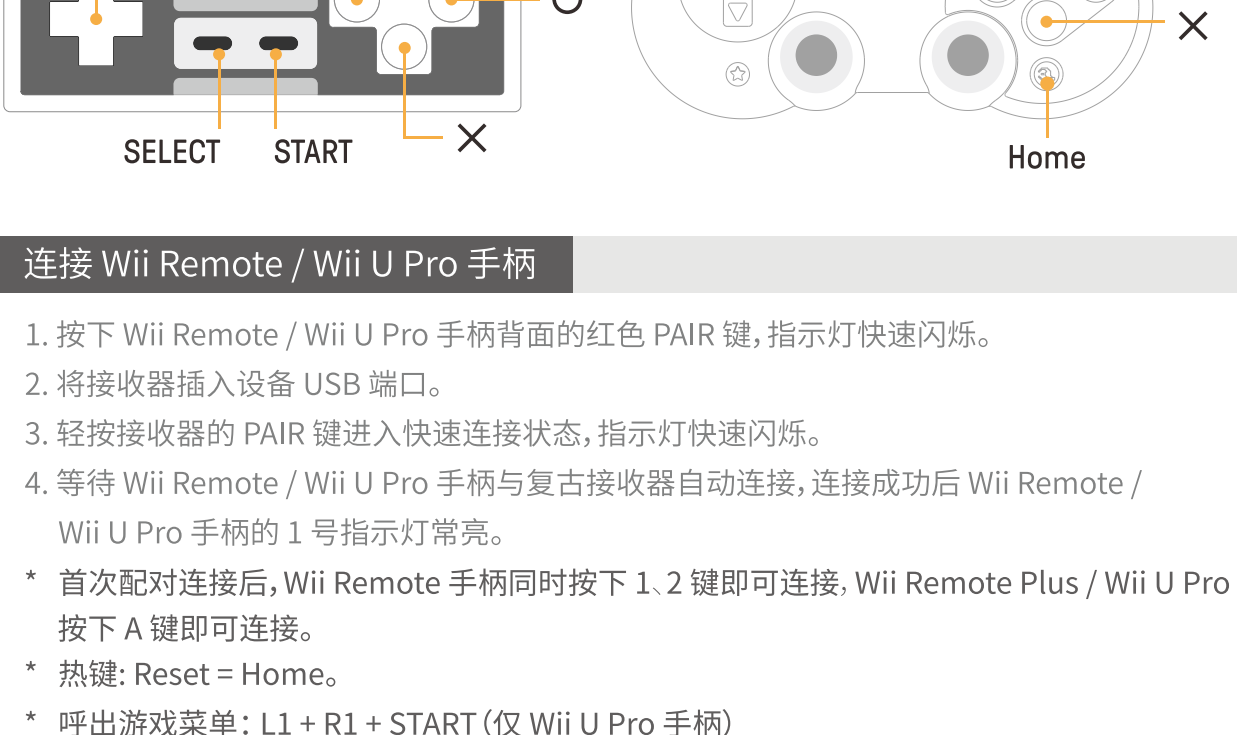 SELECT
START
Home
连接 Wii Remote / Wii U Pro 手柄
1. 按下 Wii Remote / Wii U Pro 手柄背面的红色 PAIR 键，指示灯快速闪烁。
2. 将接收器插入设备 USB 端口。
3. 轻按接收器的 PAIR 键进入快速连接状态，指示灯快速闪烁。
4. 等待 Wii Remote / Wii U Pro 手柄与复古接收器自动连接，连接成功后 Wii Remote /
Wii U Pro 手柄的 1 号指示灯常亮。
* 首次配对连接后，Wii Remote 手柄同时按下 1、2 键即可连接，Wii Remote Plus / Wii U Pro
按下 A 键即可连接。
* 热键: Reset = Home。
* 呼出游戏菜单：L1 + R1 + START（仅 Wii U Pro 手柄）